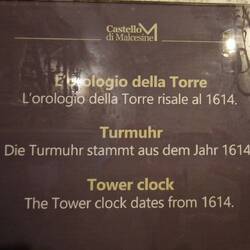 Castello
di Malcesine
L'orologio della Torre
L'orologio della Torre risale al 1614.
Turmuhr
Die Turmuhr stammt aus dem Jahr 1614.
Tower clock
The Tower clock dates from 1614.